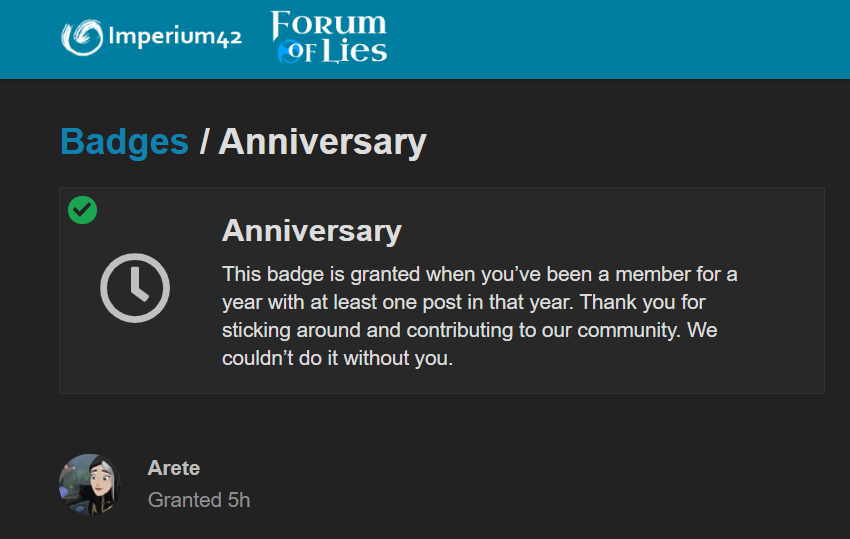 Imperium42
Forum
of Lies
Badges / Anniversary
Anniversary
This badge is granted when you’ve been a member for a
year with at least one post in that year. Thank you for
sticking around and contributing to our community. We
couldn’t do it without you.
Arete
Granted 5h